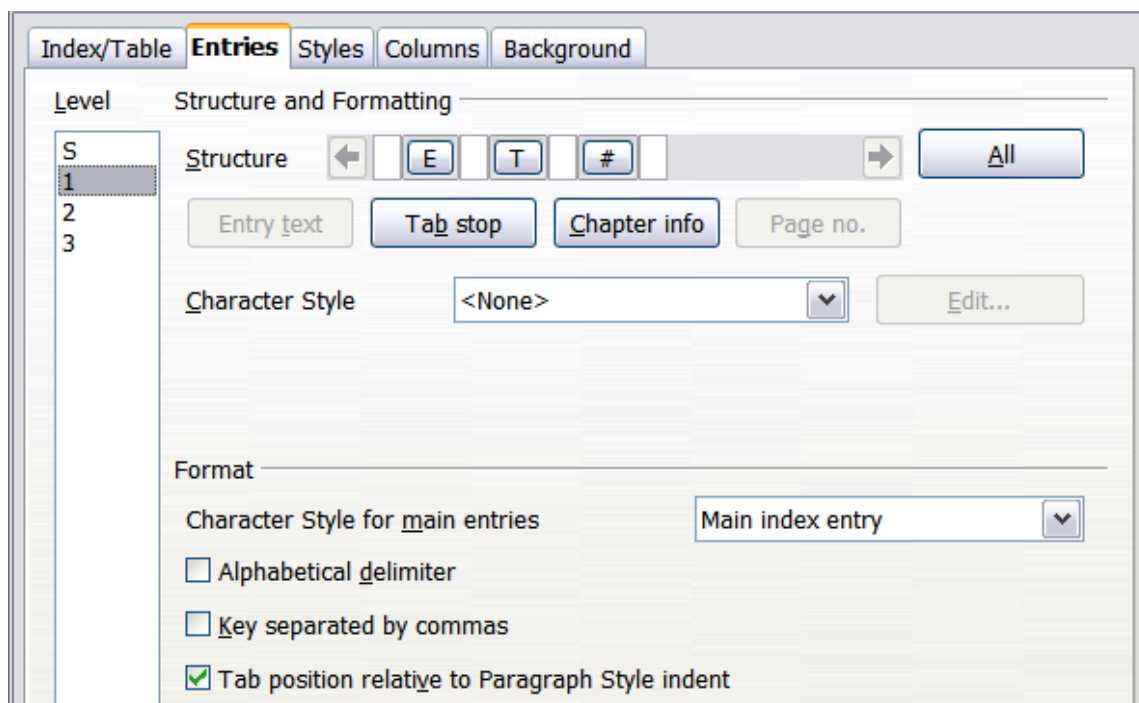 Index/Table Entries Styles Columns Background
Level Structure and Formatting
S
1
2
3
Structure E T # All
Entry text Tab stop Chapter info Page no.
Character Style <None> Edit...
Format
Character Style for main entries Main index entry
Alphabetical delimiter
Key separated by commas
Tab position relative to Paragraph Style indent